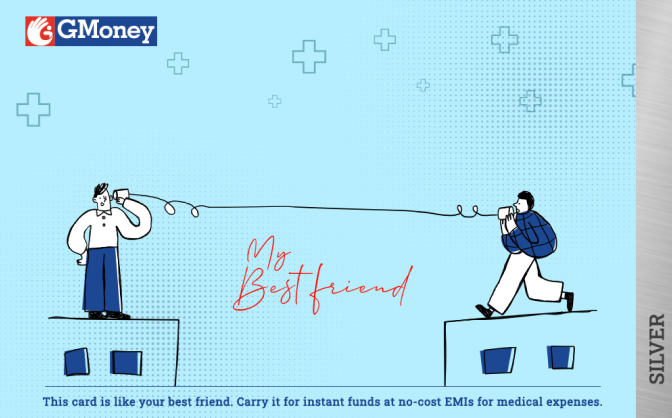 GMoney
My
Best friend
SILVER
This card is like your best friend. Carry it for instant funds at no-cost EMIs for medical expenses.